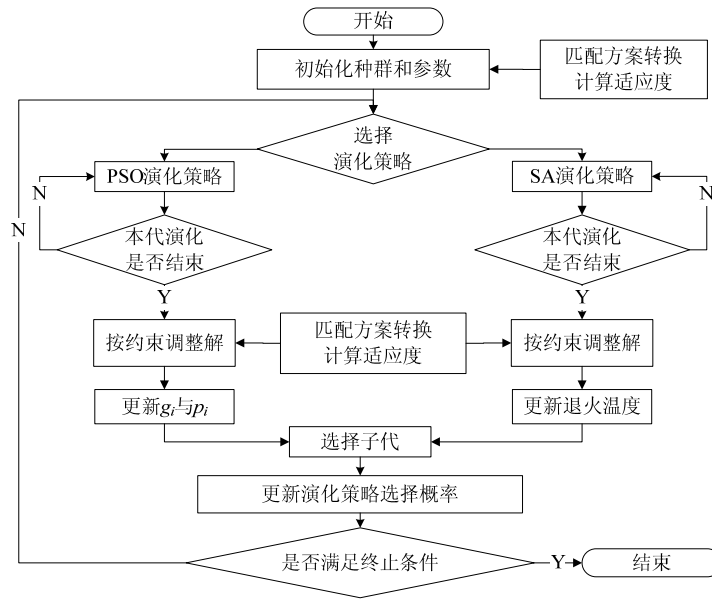 开始
初始化种群和参数
匹配方案转换
计算适应度
选择
演化策略
PSO演化策略
SA演化策略
N
N
N
本代演化
是否结束
本代演化
是否结束
Y
Y
按约束调整解
匹配方案转换
计算适应度
按约束调整解
更新gi与pi
更新退火温度
选择子代
更新演化策略选择概率
是否满足终止条件
Y
结束